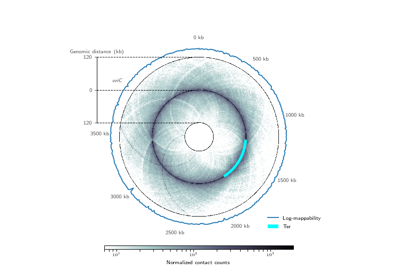 0 kb
Genomic distance (kb)
120
500 kb
oriC
0
1000 kb
120
3500 kb
1500 kb
3000 kb
Log-mappability
2000 kb
Ter
2500 kb
Normalized contact counts